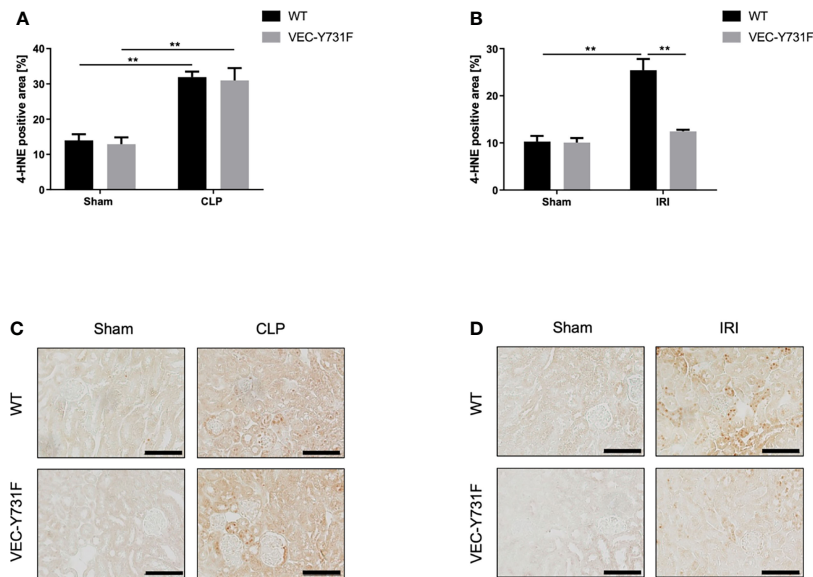 A
WT
VEC-Y731F
4-HNE positive area [%]
40
30
20
10
0
**
**
Sham
CLP
B
WT
VEC-Y731F
4-HNE positive area [%]
30
20
10
0
**
**
Sham
IRI
C
Sham
CLP
WT
VEC-Y731F
D
Sham
IRI
WT
VEC-Y731F